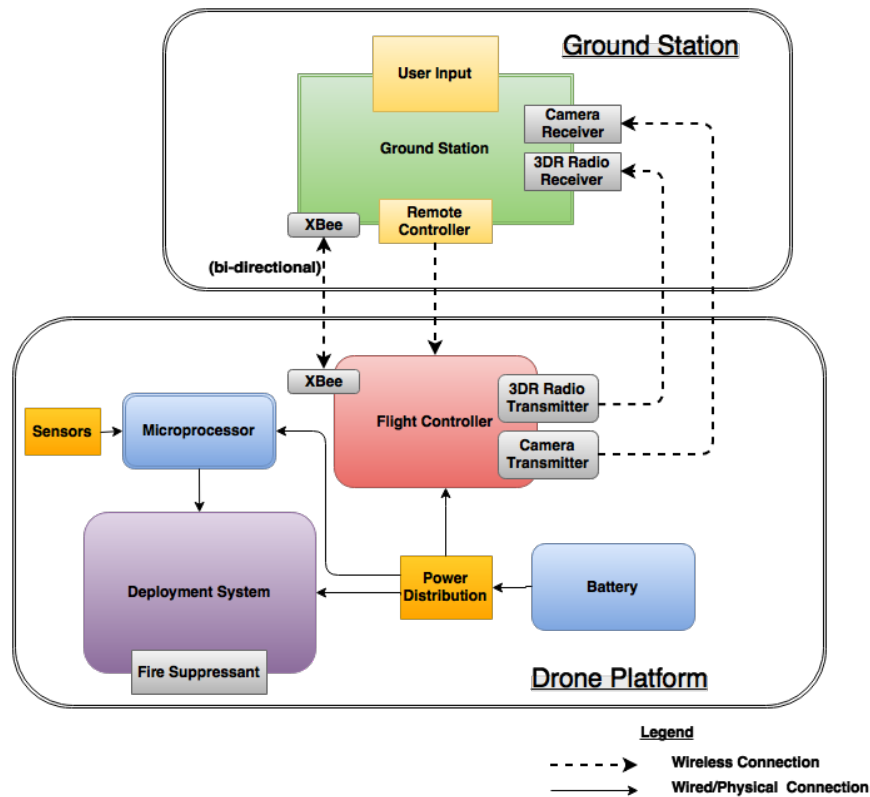 Ground Station
User Input
Camera
Receiver
Ground Station
3DR Radio
Receiver
XBee
Remote
Controller
(bi-directional)
XBee
3DR Radio
Transmitter
Flight Controller
Sensors
Microprocessor
Camera
Transmitter
Power
Distribution
Battery
Deployment System
Fire Suppressant
Drone Platform
Legend
Wireless Connection
Wired/Physical Connection